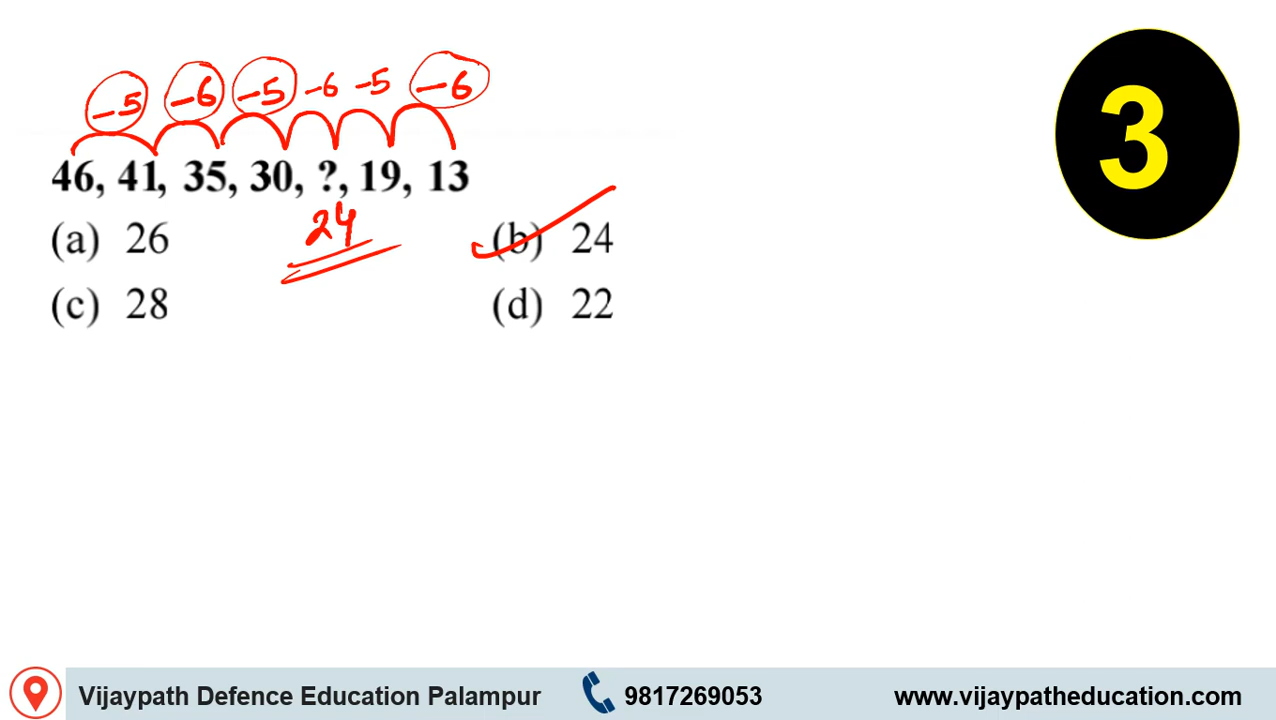 -5 -6 -5 -6 -5 -6
46, 41, 35, 30, ?, 19, 13
24
(a) 26 (b) 24
(c) 28 (d) 22
3
Vijaypath Defence Education Palampur 9817269053 www.vijaypatheducation.com